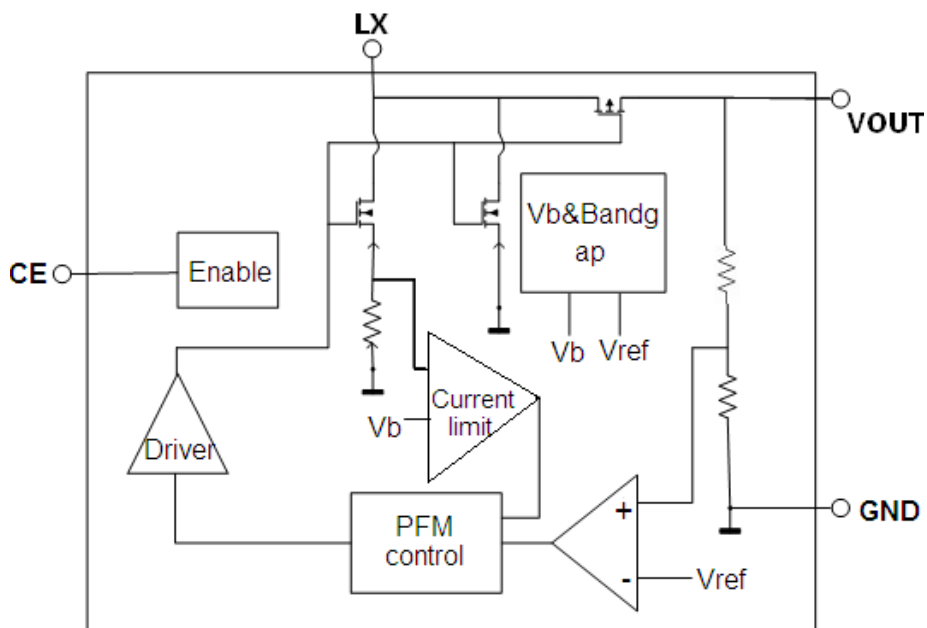 LX
VOUT
Vb&Bandg
ap
CE
Enable
Vb
Vref
Current
limit
Vb
Driver
PFM
control
+
-
Vref
GND